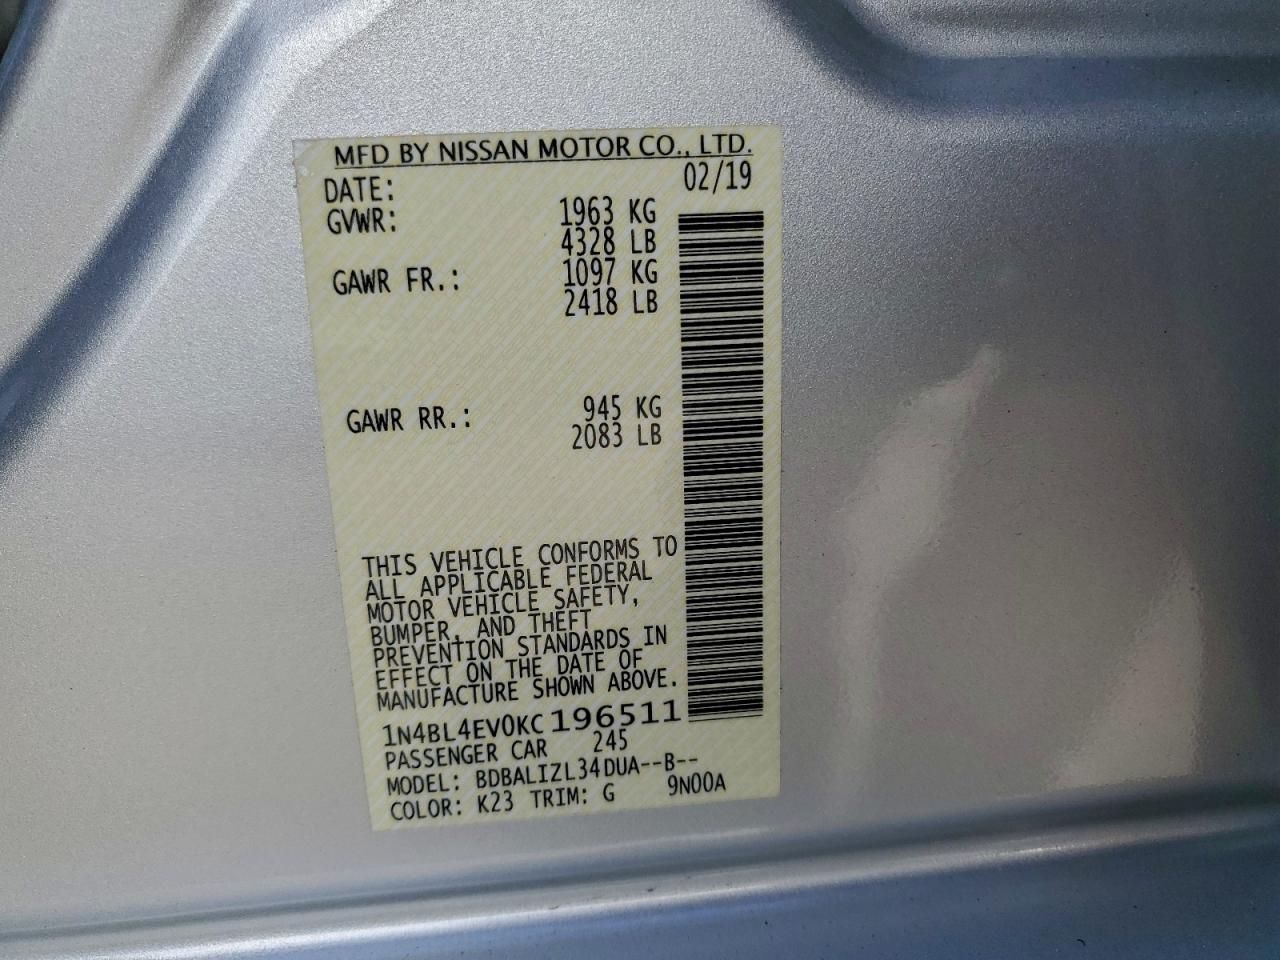 MFD BY NISSAN MOTOR CO., LTD.
DATE: 02/19
GVWR: 1963 KG
4328 LB
GAWR FR.: 1097 KG
2418 LB
GAWR RR.: 945 KG
2083 LB
THIS VEHICLE CONFORMS TO
ALL APPLICABLE FEDERAL
MOTOR VEHICLE SAFETY,
BUMPER, AND THEFT
PREVENTION STANDARDS IN
EFFECT ON THE DATE OF
MANUFACTURE SHOWN ABOVE.
1N4BL4EV0KC196511
PASSENGER CAR 245
MODEL: BDBALIZL34DUA--B--
COLOR: K23 TRIM: G 9N00A